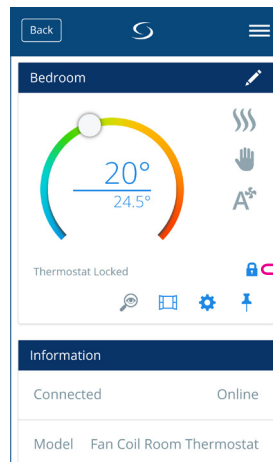 Back
Bedroom
20°
24.5°
A
Thermostat Locked
Information
Connected Online
Model Fan Coil Room Thermostat